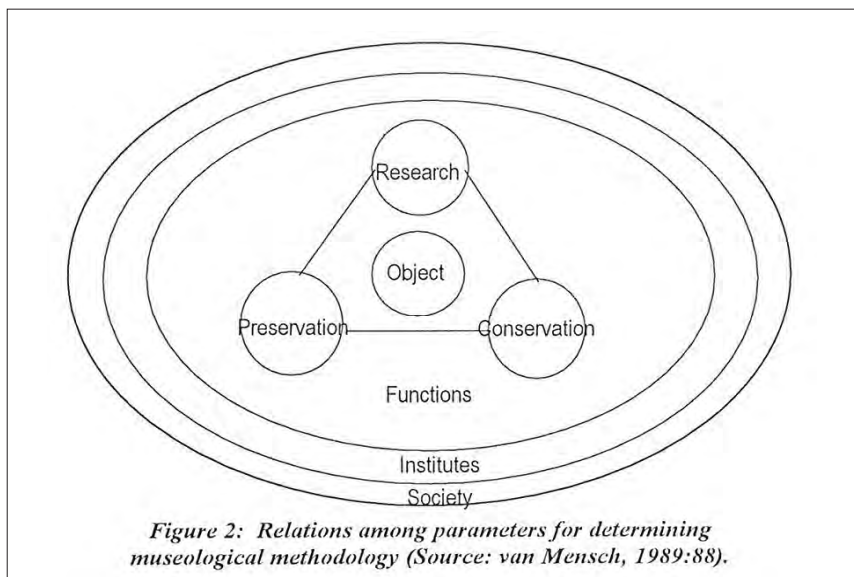 Research
Object
Preservation
Conservation
Functions
Institutes
Society
Figure 2: Relations among parameters for determining
museological methodology (Source: van Mensch, 1989:88).